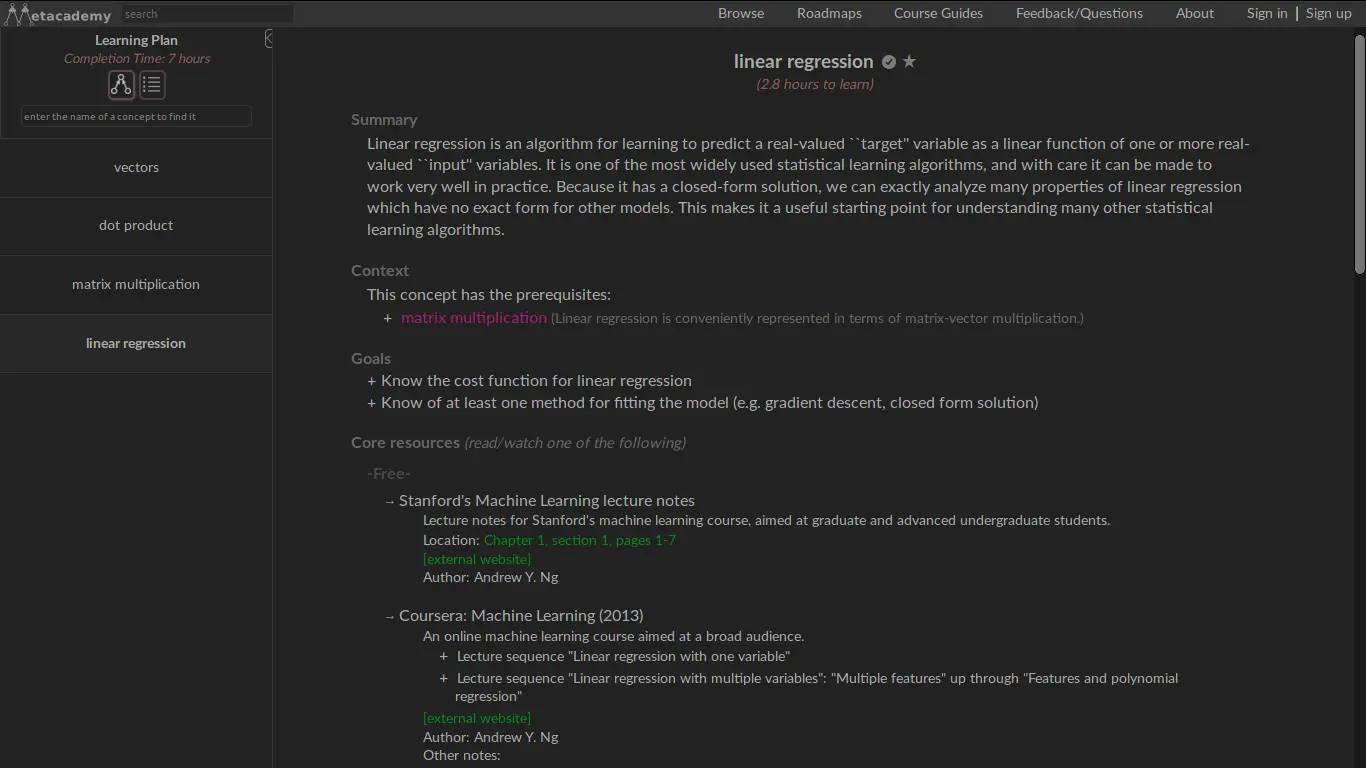 Metacademy
search
Browse
Roadmaps
Course Guides
Feedback/Questions
About
Sign in | Sign up
Learning Plan
Completion Time: 7 hours
enter the name of a concept to find it
vectors
dot product
matrix multiplication
linear regression
linear regression
(2.8 hours to learn)
Summary
Linear regression is an algorithm for learning to predict a real-valued ``target'' variable as a linear function of one or more real-
valued ``input'' variables. It is one of the most widely used statistical learning algorithms, and with care it can be made to
work very well in practice. Because it has a closed-form solution, we can exactly analyze many properties of linear regression
which have no exact form for other models. This makes it a useful starting point for understanding many other statistical
learning algorithms.
Context
This concept has the prerequisites:
+ matrix multiplication (Linear regression is conveniently represented in terms of matrix-vector multiplication.)
Goals
+ Know the cost function for linear regression
+ Know of at least one method for fitting the model (e.g. gradient descent, closed form solution)
Core resources (read/watch one of the following)
-Free-
→ Stanford's Machine Learning lecture notes
Lecture notes for Stanford's machine learning course, aimed at graduate and advanced undergraduate students.
Location: Chapter 1, section 1, pages 1-7
[external website]
Author: Andrew Y. Ng
→ Coursera: Machine Learning (2013)
An online machine learning course aimed at a broad audience.
+ Lecture sequence "Linear regression with one variable"
+ Lecture sequence "Linear regression with multiple variables": "Multiple features" up through "Features and polynomial
regression"
[external website]
Author: Andrew Y. Ng
Other notes: